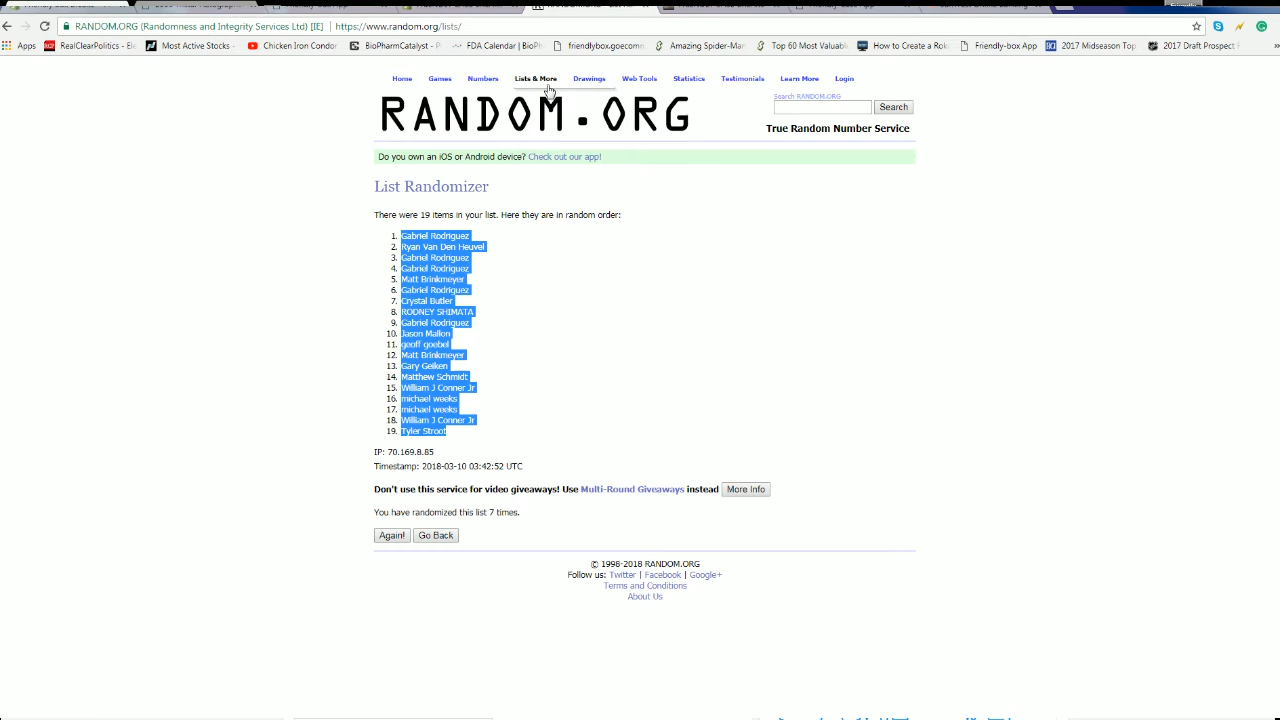 RANDOM.ORG (Randomness and Integrity Services Ltd) [IE] https://www.random.org/lists/
Apps RealClearPolitics - Ele Most Active Stocks - Chicken Iron Condor BioPharmCatalyst - Pr FDA Calendar | BioPh friendlybox.goecomm Amazing Spider-Man Top 60 Most Valuabl How to Create a Rok Friendly-box App 2017 Midseason Top 2017 Draft Prospect R
Home Games Numbers Lists & More Drawings Web Tools Statistics Testimonials Learn More Login
Search RANDOM.ORG
RANDOM.ORG
Search
True Random Number Service
Do you own an iOS or Android device? Check out our app!
List Randomizer
There were 19 items in your list. Here they are in random order:
1. Gabriel Rodriguez
2. Ryan Van Den Heuvel
3. Gabriel Rodriguez
4. Gabriel Rodriguez
5. Matt Brinkmeyer
6. Gabriel Rodriguez
7. Crystal Butler
8. RODNEY SHIMATA
9. Gabriel Rodriguez
10. Jason Mallon
11. geoff goebel
12. Matt Brinkmeyer
13. Gary Geiken
14. Matthew Schmidt
15. William J Conner Jr
16. michael weeks
17. michael weeks
18. William J Conner Jr
19. Tyler Stroot
IP: 70.169.8.85
Timestamp: 2018-03-10 03:42:52 UTC
Don't use this service for video giveaways! Use Multi-Round Giveaways instead More Info
You have randomized this list 7 times.
Again! Go Back
© 1998-2018 RANDOM.ORG
Follow us: Twitter | Facebook | Google+
Terms and Conditions
About Us